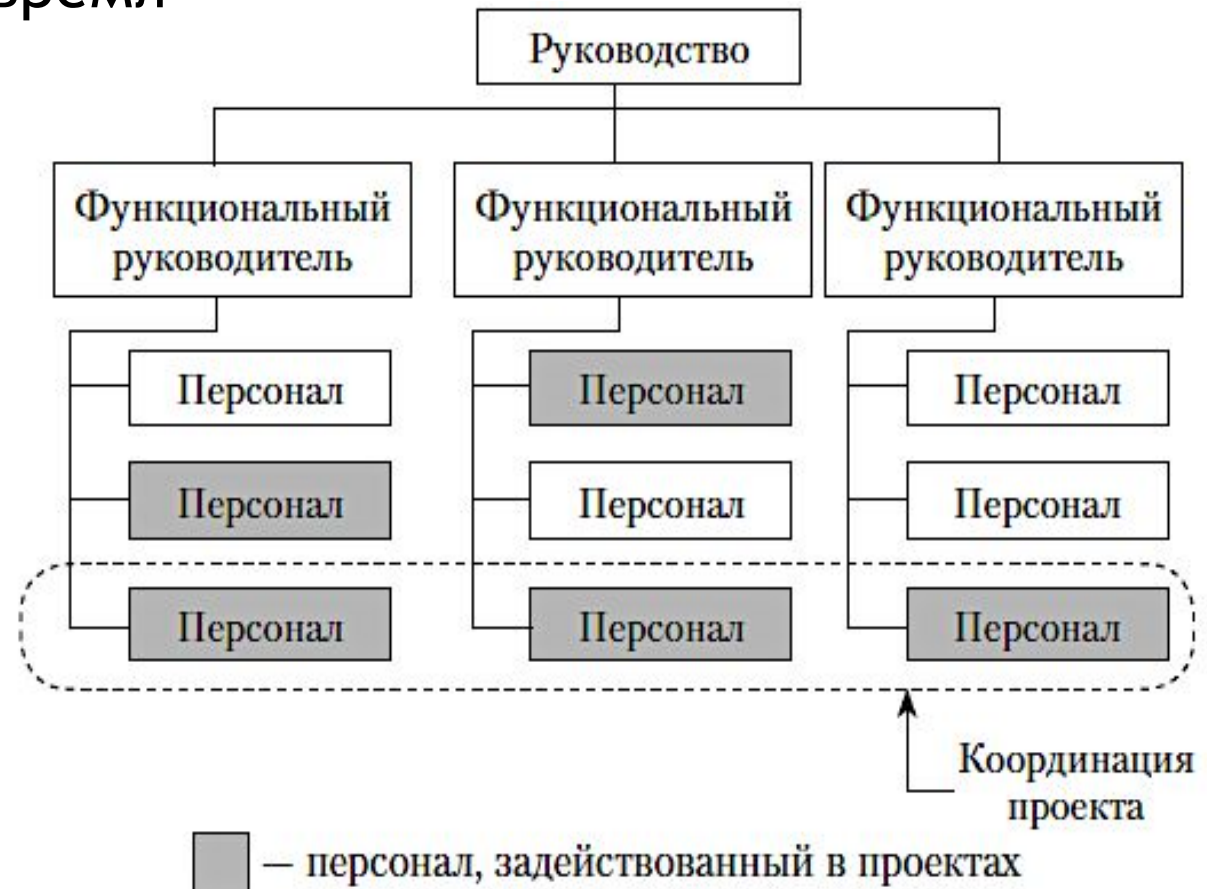 время
Руководство
Функциональный
руководитель
Функциональный
руководитель
Функциональный
руководитель
Персонал
Персонал
Персонал
Персонал
Персонал
Персонал
Персонал
Персонал
Персонал
Координация
проекта
— персонал, задействованный в проектах